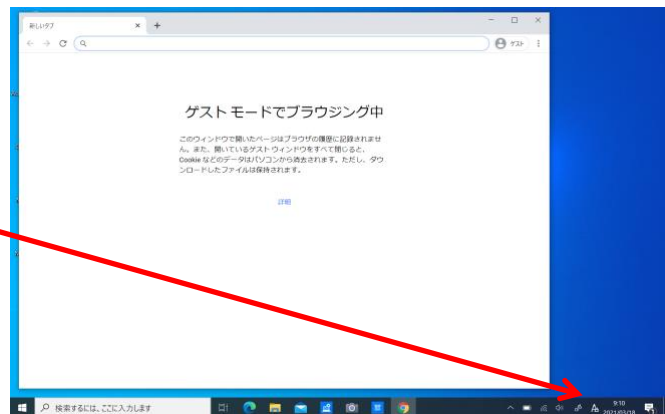 新しいタブ
ゲスト
ゲスト モードでブラウジング中
このウィンドウで開いたページはブラウザの履歴に記録されませ
ん。また、開いているゲスト ウィンドウをすべて閉じると、
Cookie などのデータはパソコンから消去されます。ただし、ダウ
ンロードしたファイルは保持されます。
詳細
検索するには、ここに入力します
A
9:10
2021/03/18